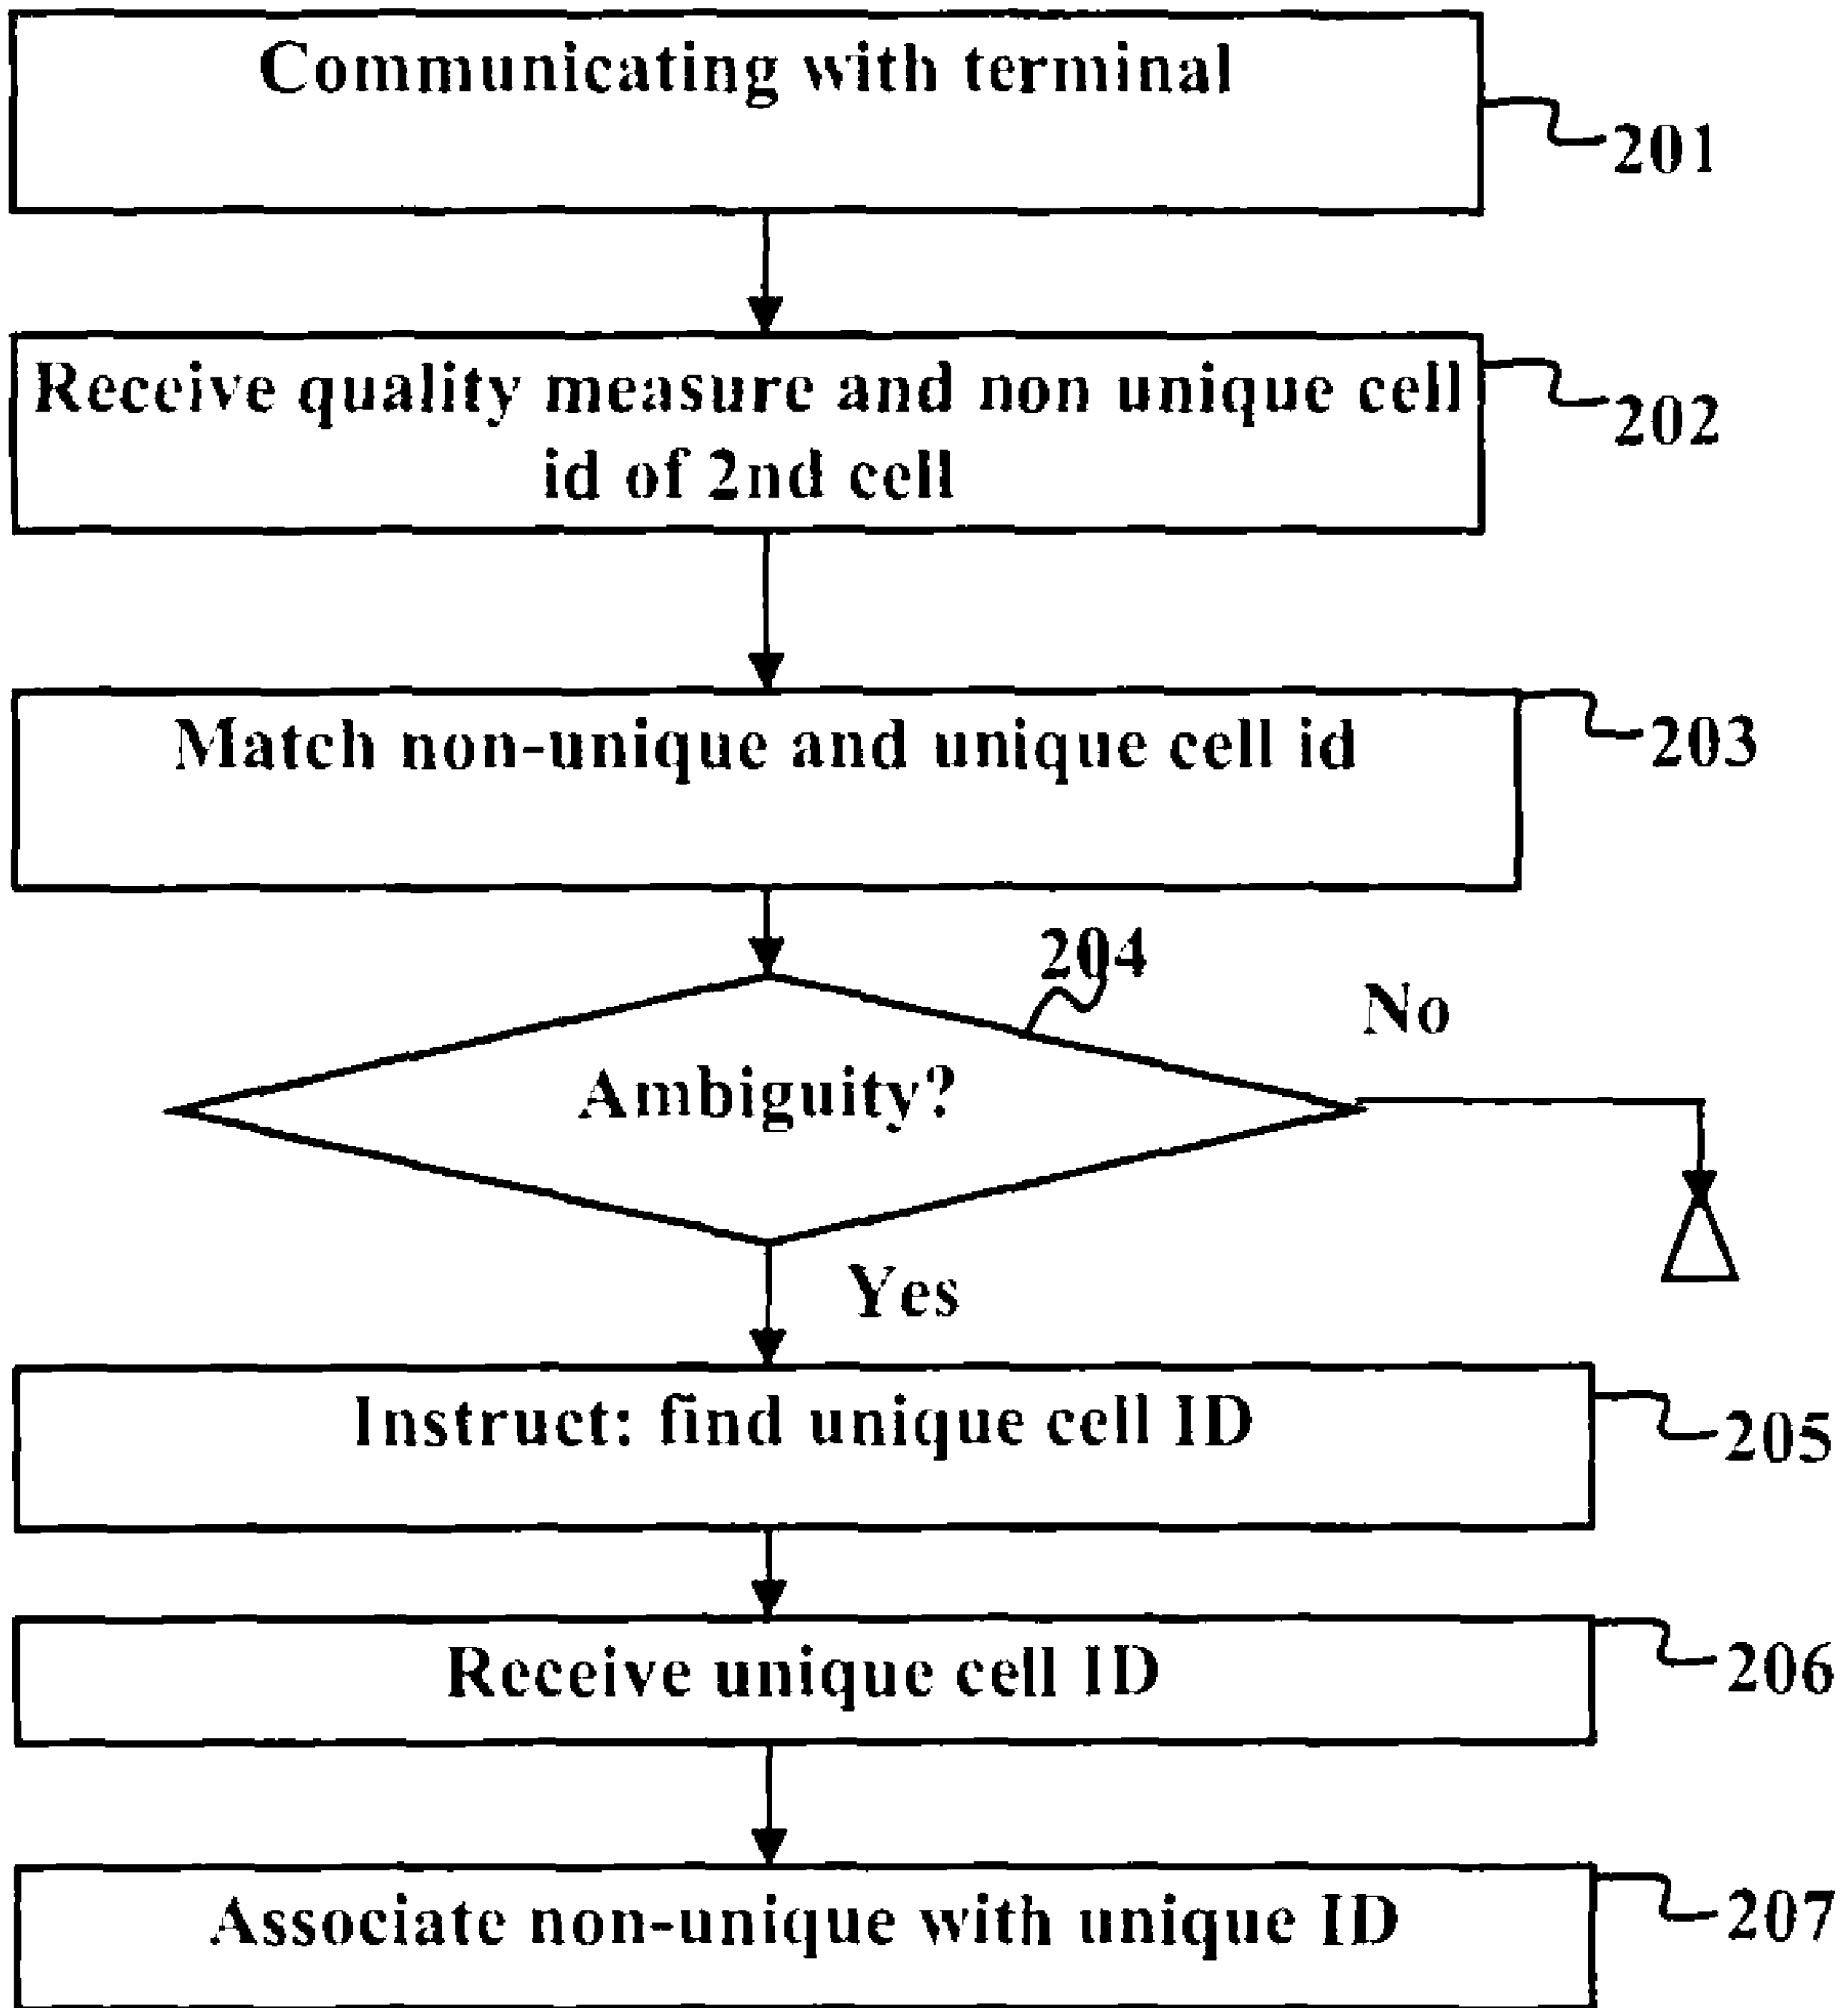 Communicating with terminal
201
Receive quality measure and non unique cell
id of 2nd cell
202
Match non-unique and unique cell id
203
204
No
Ambiguity?
Yes
Instruct: find unique cell ID
205
Receive unique cell ID
206
Associate non-unique with unique ID
207